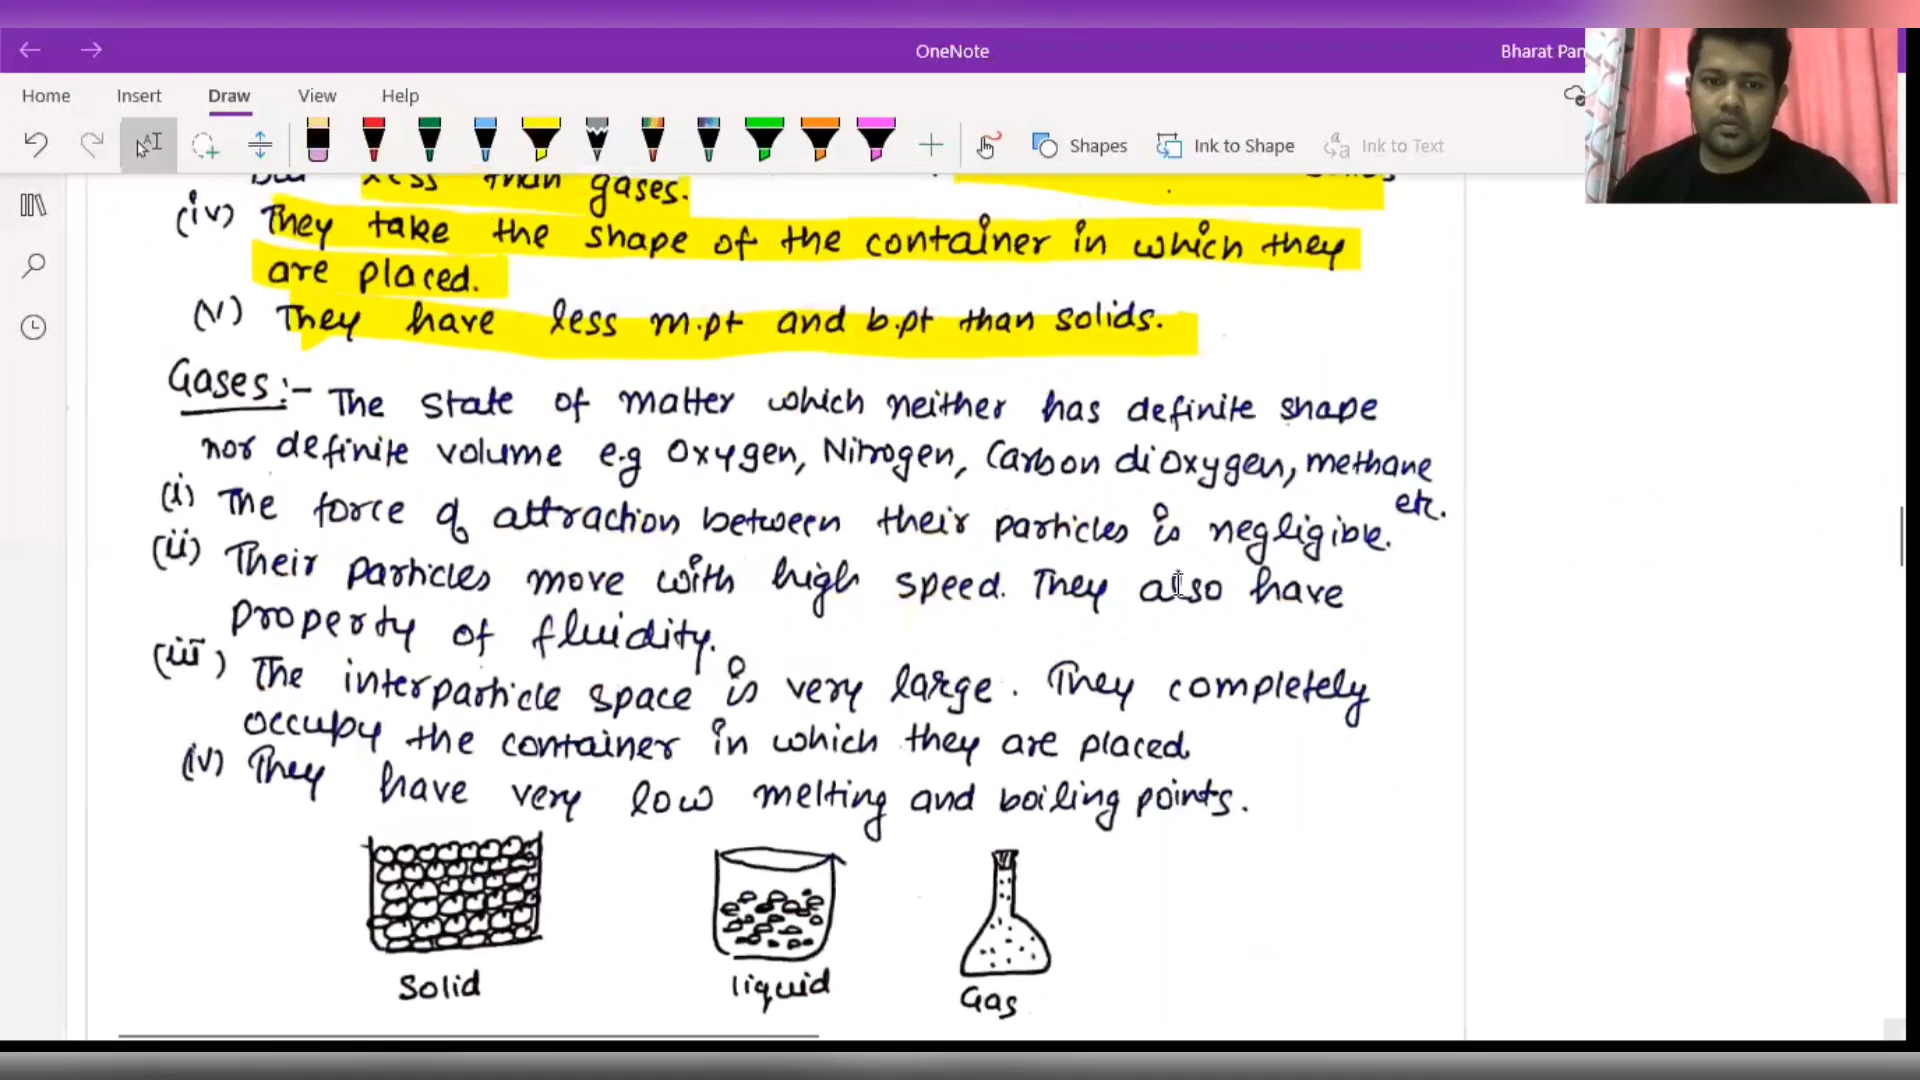 OneNote
Bharat Pan
Home Insert Draw View Help
Shapes Ink to Shape Ink to Text
than gases.
(iv) They take the shape of the container in which they
are placed.
(v) They have less m.pt and b.pt than solids.
Gases:- The state of matter which neither has definite shape
nor definite volume e.g Oxygen, Nitrogen, Carbon dioxygen, methane
etc.
(i) The force of attraction between their particles is negligible.
(ii) Their particles move with high speed. They also have
property of fluidity.
(iii) The interparticle space is very large. They completely
occupy the container in which they are placed.
(iv) They have very low melting and boiling points.
Solid liquid Gas